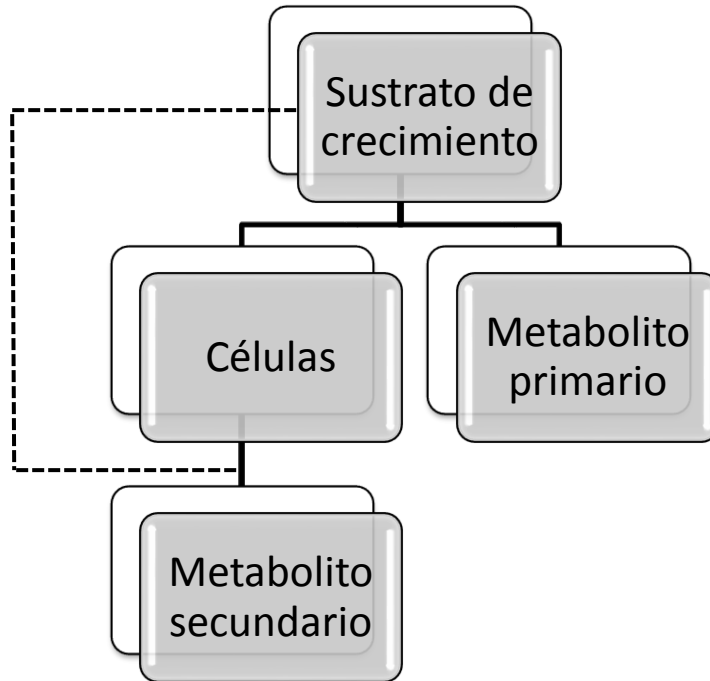 Sustrato de
crecimiento
Células
Metabolito
primario
Metabolito
secundario